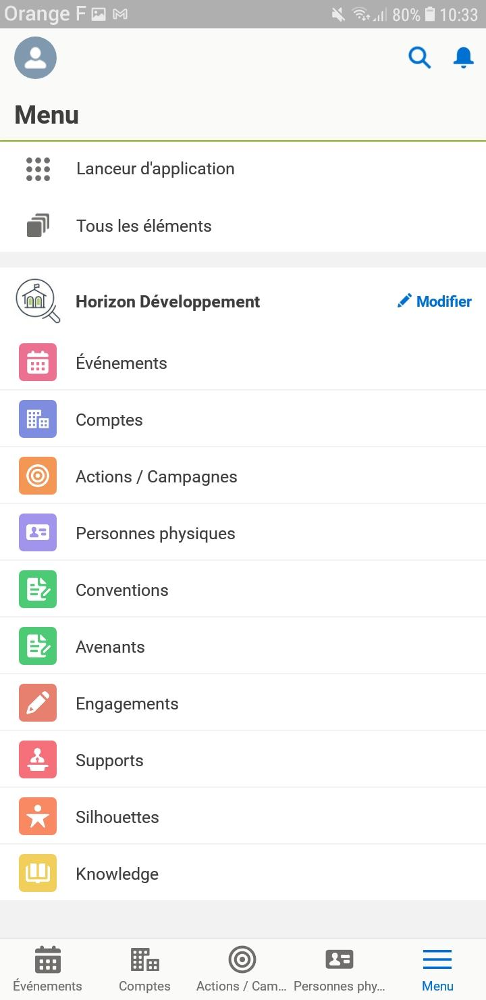 Orange F 80% 10:33
Menu
Lanceur d'application
Tous les éléments
Horizon Développement Modifier
Événements
Comptes
Actions / Campagnes
Personnes physiques
Conventions
Avenants
Engagements
Supports
Silhouettes
Knowledge
Événements Comptes Actions / Cam... Personnes phy... Menu